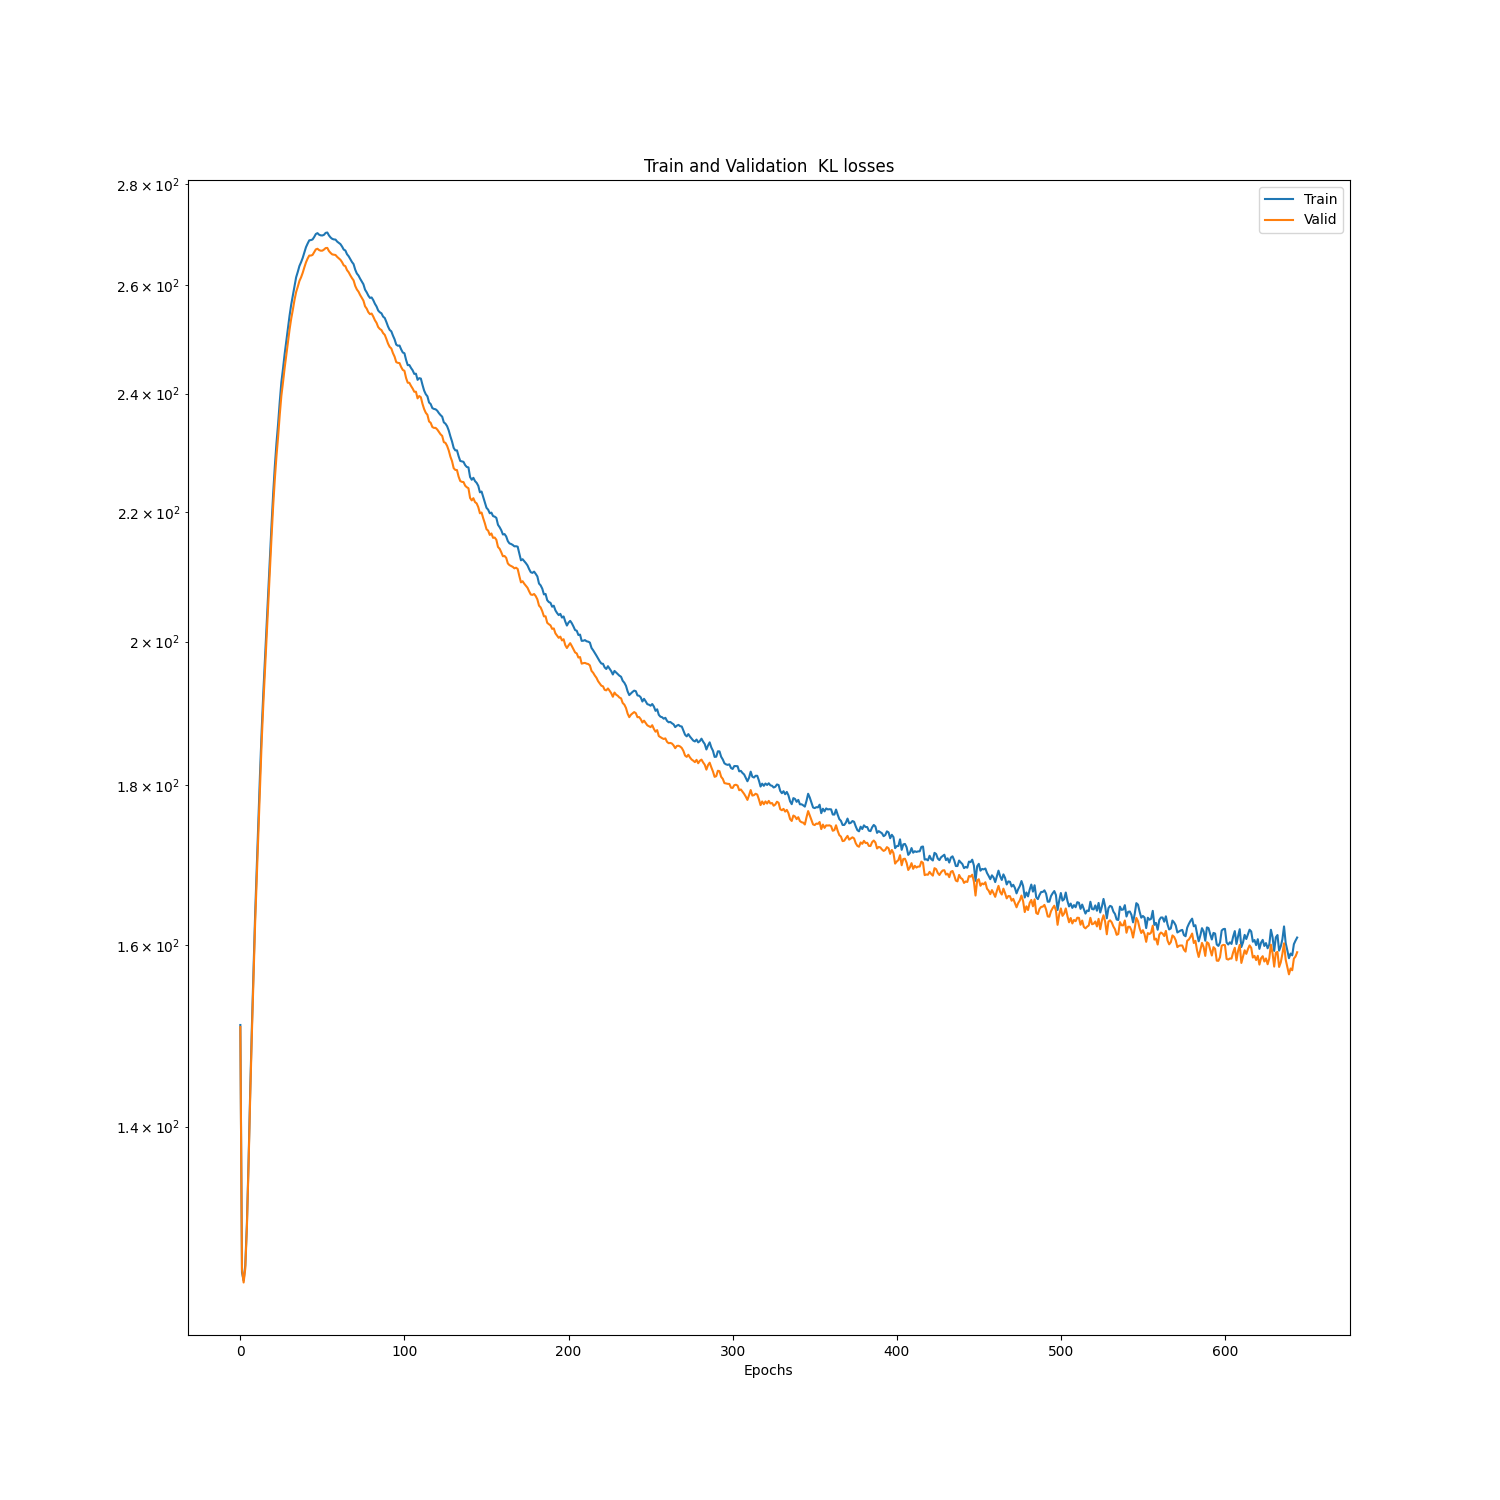 Train and Validation  KL losses
2.8 × 10²
Train
Valid
2.6 × 10²
2.4 × 10²
2.2 × 10²
2 × 10²
1.8 × 10²
1.6 × 10²
1.4 × 10²
0 100 200 300 400 500 600
Epochs